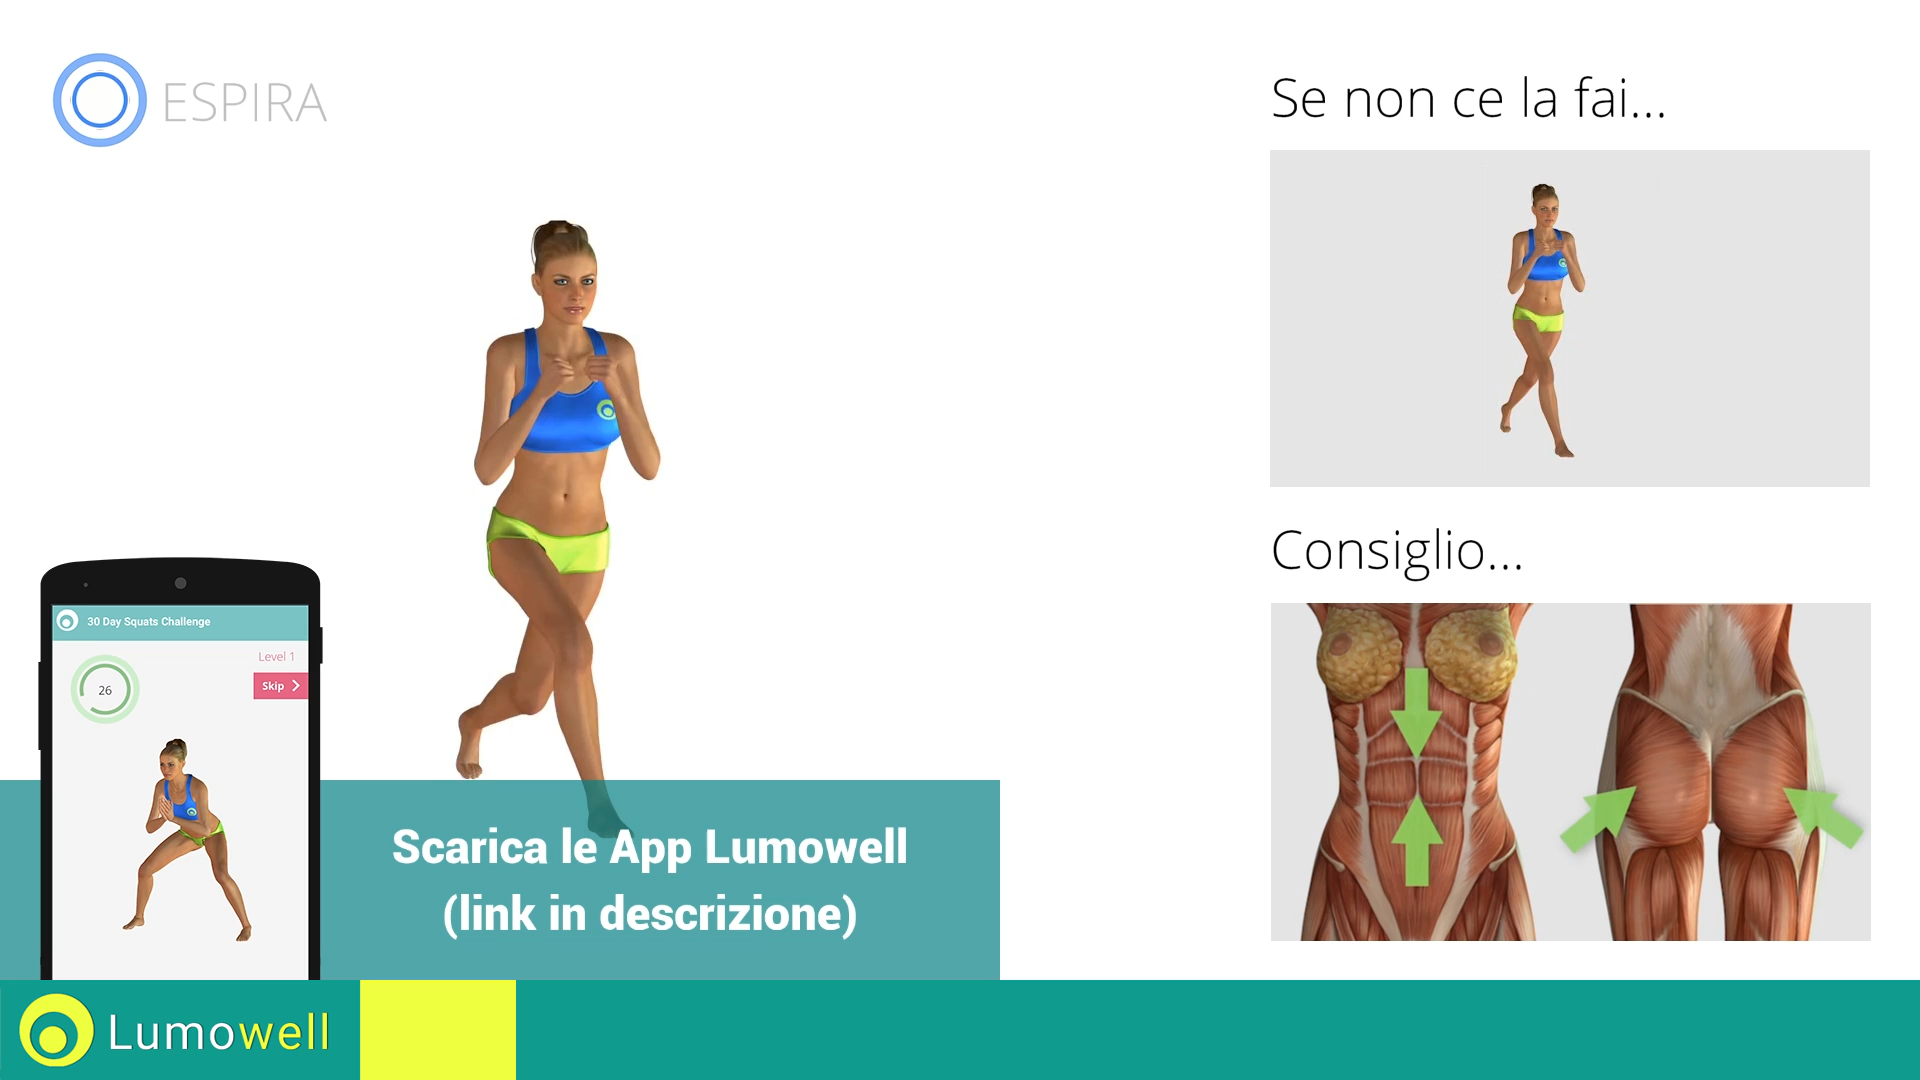 ESPIRA
Se non ce la fai...
Consiglio...
30 Day Squats Challenge
Level 1
26
Skip
Scarica le App Lumowell
(link in descrizione)
Lumowell